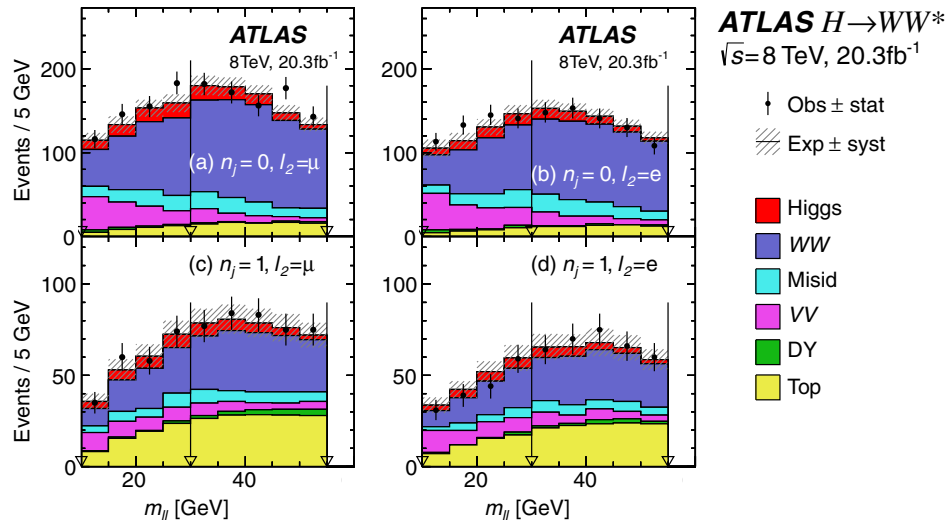 ATLAS
8TeV, 20.3fb⁻¹
(a) nⱼ = 0, l₂=μ
Events / 5 GeV
200
100
0
ATLAS
8TeV, 20.3fb⁻¹
(b) nⱼ = 0, l₂=e
200
100
0
(c) nⱼ = 1, l₂=μ
Events / 5 GeV
100
50
0
20
40
m_ll [GeV]
(d) nⱼ = 1, l₂=e
100
50
0
20
40
m_ll [GeV]
ATLAS H→WW*
√s=8 TeV, 20.3fb⁻¹
Obs ± stat
Exp ± syst
Higgs
WW
Misid
VV
DY
Top